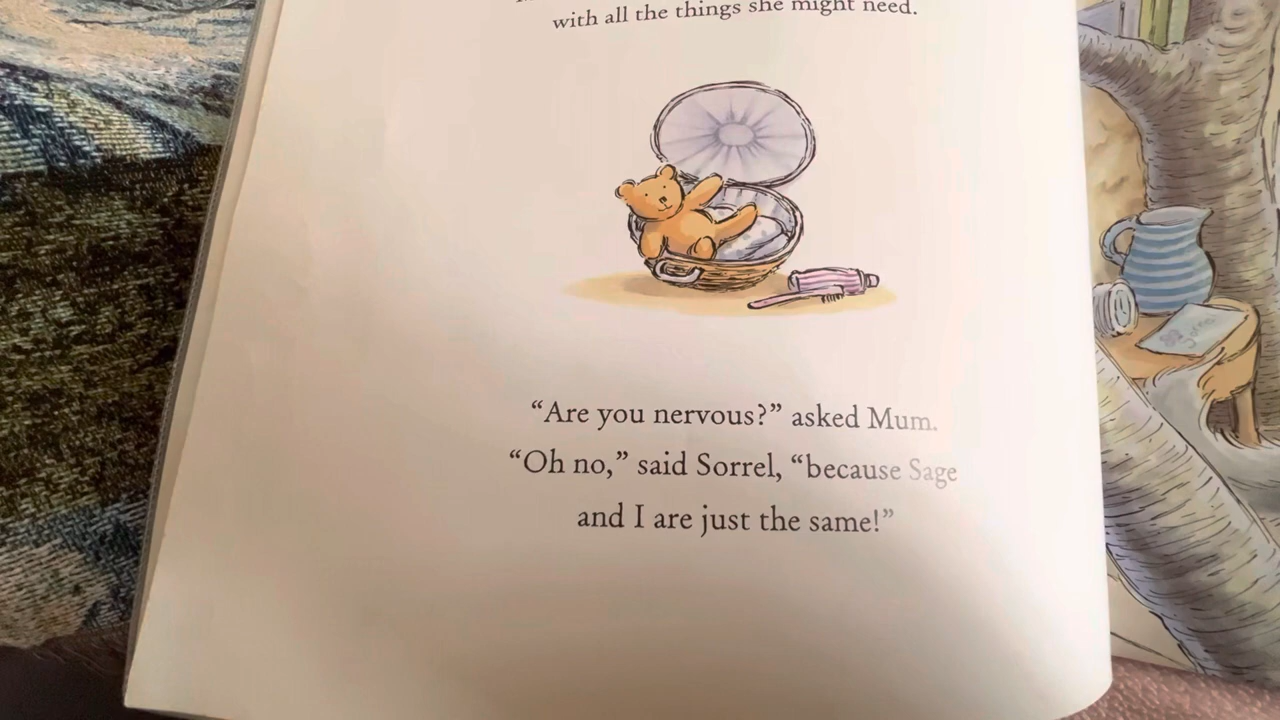 with all the things she might need.
“Are you nervous?” asked Mum.
“Oh no,” said Sorrel, “because Sage
and I are just the same!”